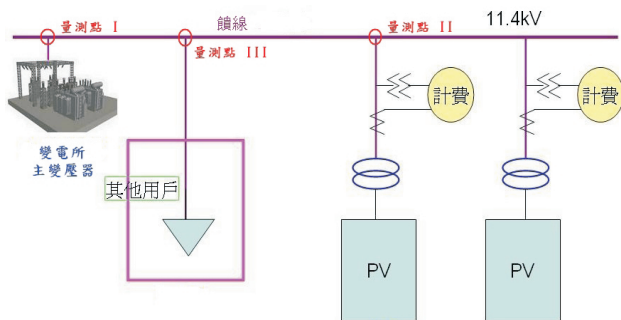 量測點 I
饋線
量測點 II
11.4kV
量測點 III
計費
計費
變電所
主變壓器
其他用戶
PV
PV